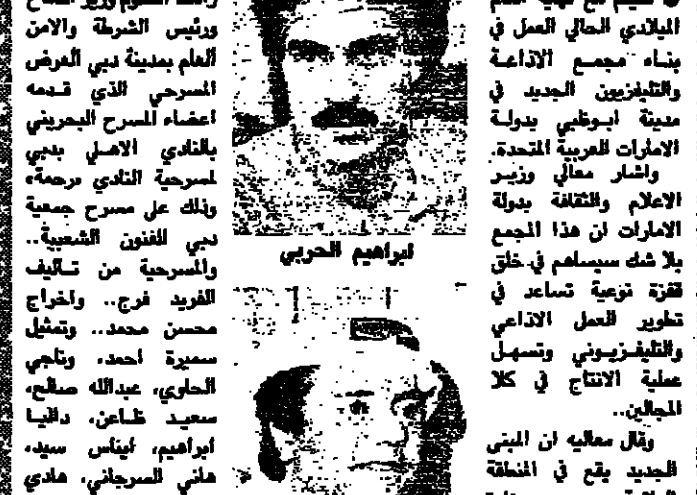 الميلادي الحالي العمل في
بناء مجمع الاذاعة
والتليفزيون الجديد في
مدينة ابوظبي بدولة
الامارات العربية المتحدة.
واشار معالي وزير
الاعلام والثقافة بدولة
الامارات ان هذا المجمع
بلا شك سيساهم في خلق
قفزة نوعية تساعد في
تطوير العمل الاذاعي
والتليفزيوني وتسهل
عملية الانتاج في كلا
المجالين..
وقال معاليه ان المبنى
الجديد يقع في المنطقة
ابراهيم الحربي
ورئيس الشرطة والامن
العام بمدينة دبي العرض
المسرحي الذي قدمه
اعضاء المسرح البحريني
بالنادي الاهلي بدبي
لمسرحية النادي «رحمة»
وذلك على مسرح جمعية
دبي للفنون الشعبية..
والمسرحية من تاليف
الفريد فرج.. واخراج
محسن محمد.. وتمثيل
سميرة احمد، وناجي
الحاوي، عبدالله صالح،
سعيد ظاعن، داليا
ابراهيم، ايناس سيد،
هاني السرجاني، هادي